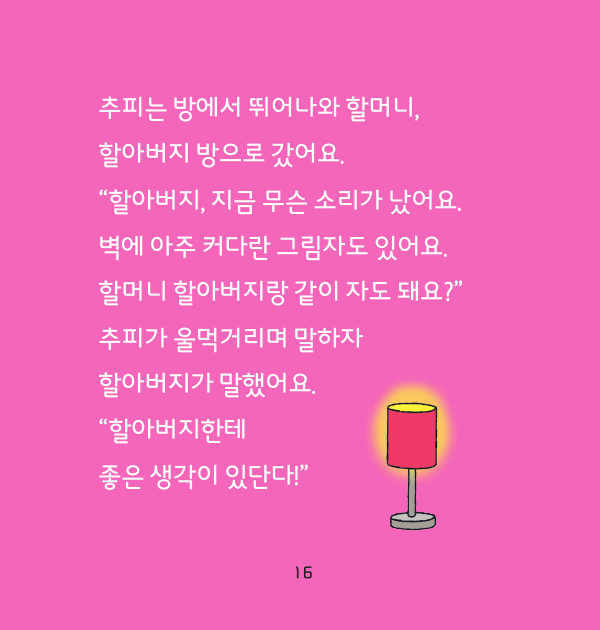 추피는 방에서 뛰어나와 할머니,
할아버지 방으로 갔어요.
“할아버지, 지금 무슨 소리가 났어요.
벽에 아주 커다란 그림자도 있어요.
할머니 할아버지랑 같이 자도 돼요?”
추피가 울먹거리며 말하자
할아버지가 말했어요.
“할아버지한테
좋은 생각이 있단다!”
16